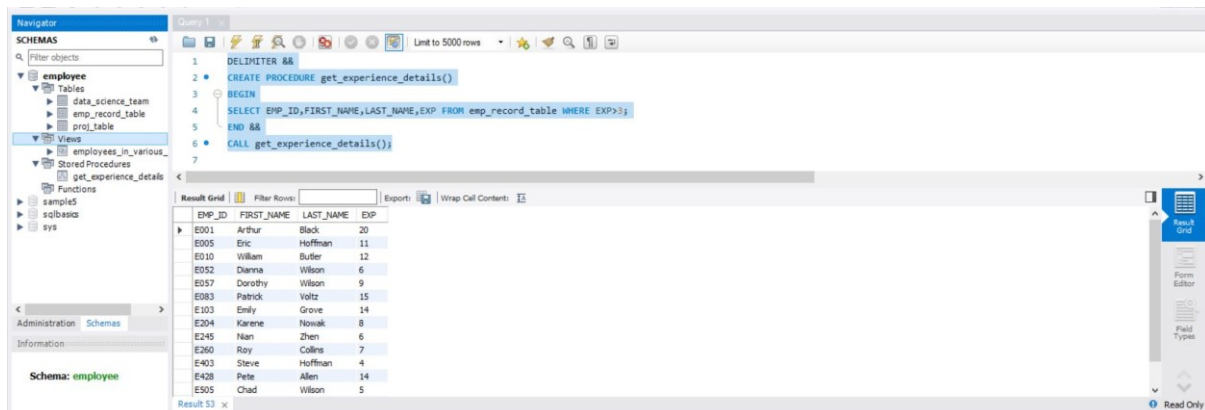 Navigator
SCHEMAS
Filter objects
employee
Tables
data_science_team
emp_record_table
proj_table
Views
employees_in_various_
Stored Procedures
get_experience_details
Functions
sample5
sqlbasics
sys
Administration Schemas
Information
Schema: employee
Query 1
Limit to 5000 rows
1 DELIMITER &&
2 CREATE PROCEDURE get_experience_details()
3 BEGIN
4 SELECT EMP_ID,FIRST_NAME,LAST_NAME,EXP FROM emp_record_table WHERE EXP>3;
5 END &&
6 CALL get_experience_details();
7
Result Grid Filter Rows: Export: Wrap Cell Content:
EMP_ID FIRST_NAME LAST_NAME EXP
E001 Arthur Black 20
E005 Eric Hoffman 11
E010 William Butler 12
E052 Dianna Wilson 6
E057 Dorothy Wilson 9
E083 Patrick Voltz 15
E103 Emily Grove 14
E204 Karene Nowak 8
E245 Nian Zhen 6
E260 Roy Collins 7
E403 Steve Hoffman 4
E428 Pete Allen 14
E505 Chad Wilson 5
Result 53
Result
Grid
Form
Editor
Field
Types
Read Only